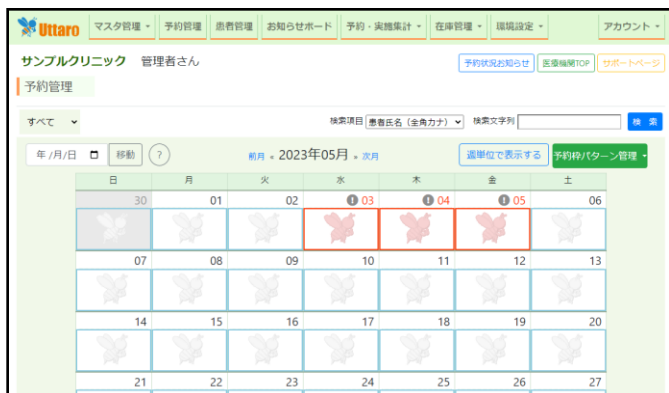 Uttaro マスタ管理 予約管理 患者管理 お知らせボード 予約・実施集計 在庫管理 環境設定 アカウント
サンプルクリニック 管理者さん 予約状況お知らせ 医療機関TOP サポートページ
予約管理
すべて 検索項目 患者氏名（全角カナ） 検索文字列 検 索
年/月/日 移動 ? 前月 « 2023年05月 » 次月 週単位で表示する 予約枠パターン管理
日 月 火 水 木 金 土
30 01 02 ! 03 ! 04 ! 05 06
07 08 09 10 11 12 13
14 15 16 17 18 19 20
21 22 23 24 25 26 27